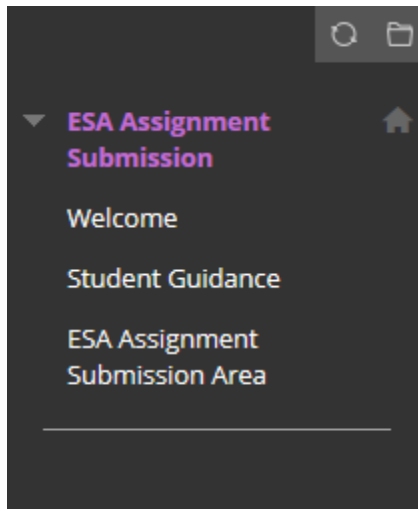 ESA Assignment
Submission
Welcome
Student Guidance
ESA Assignment
Submission Area